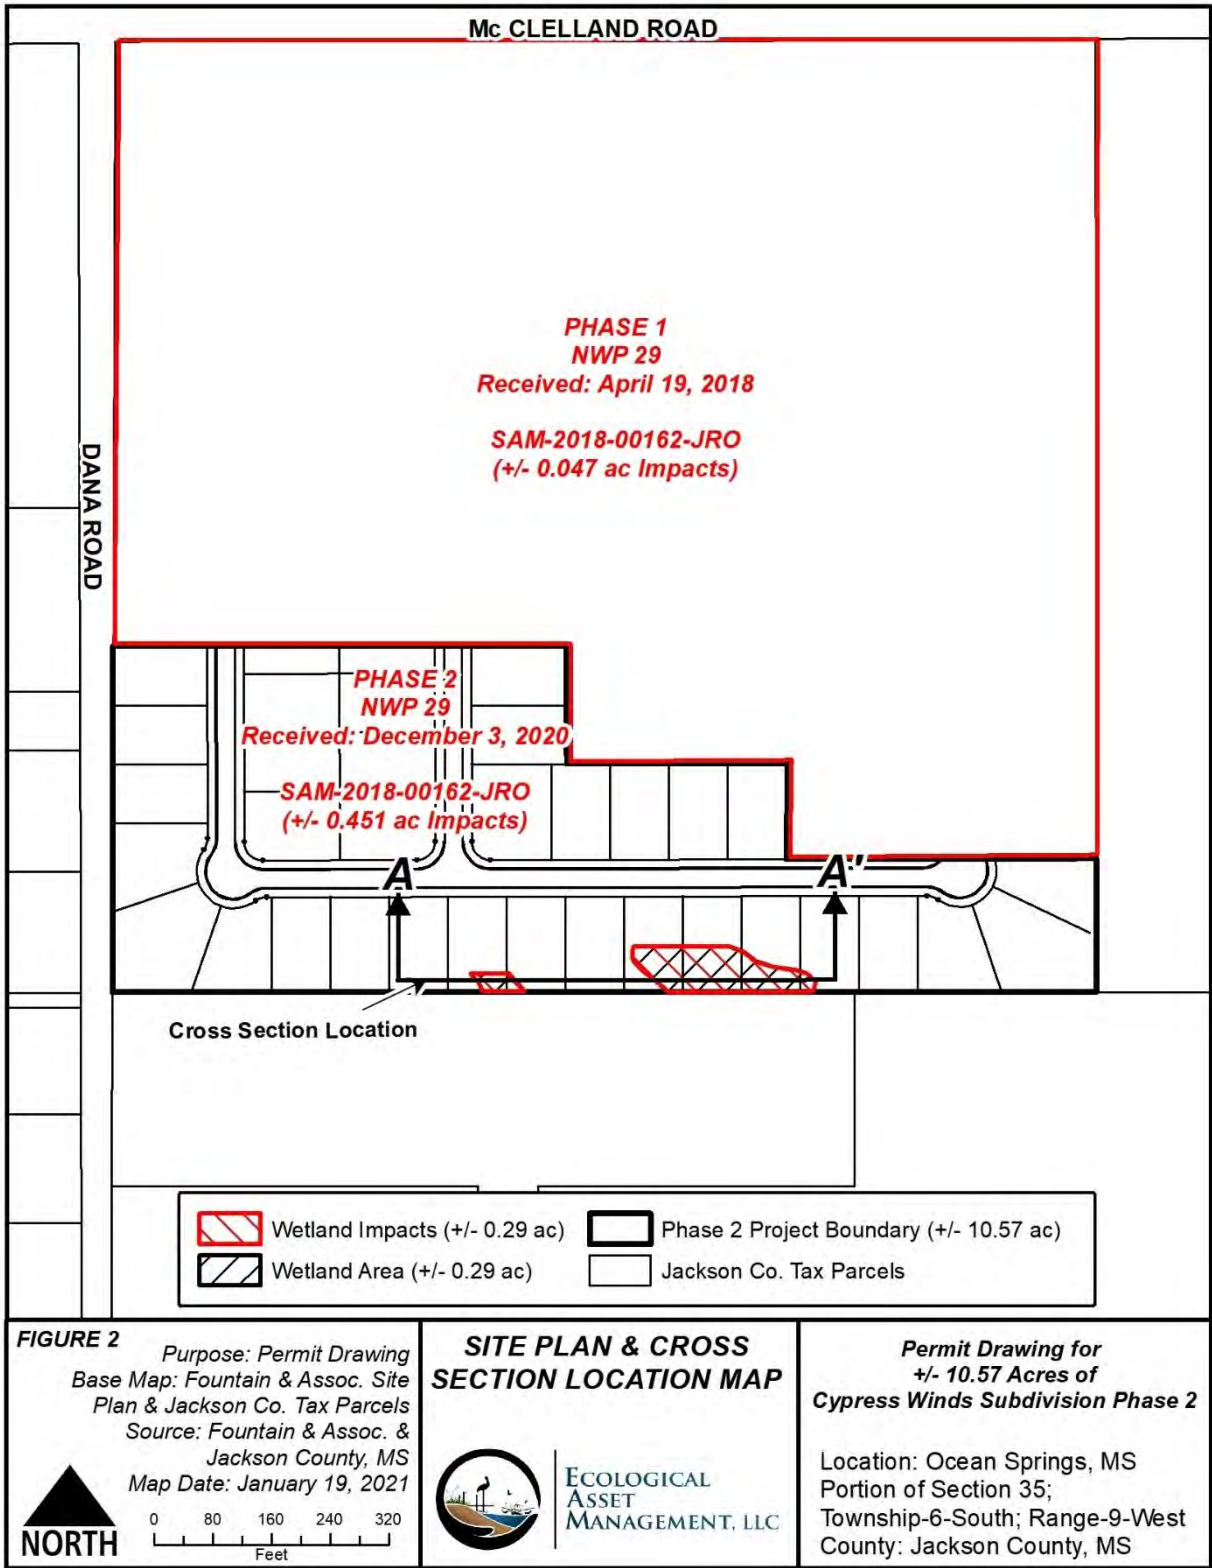 Mc CLELLAND ROAD
DANA ROAD
PHASE 1
NWP 29
Received: April 19, 2018
SAM-2018-00162-JRO
(+/- 0.047 ac Impacts)
PHASE 2
NWP 29
Received: December 3, 2020
SAM-2018-00162-JRO
(+/- 0.451 ac Impacts)
A
A'
Cross Section Location
Wetland Impacts (+/- 0.29 ac)
Phase 2 Project Boundary (+/- 10.57 ac)
Wetland Area (+/- 0.29 ac)
Jackson Co. Tax Parcels
FIGURE 2
Purpose: Permit Drawing
Base Map: Fountain & Assoc. Site
Plan & Jackson Co. Tax Parcels
Source: Fountain & Assoc. &
Jackson County, MS
Map Date: January 19, 2021
NORTH
0 80 160 240 320
Feet
SITE PLAN & CROSS
SECTION LOCATION MAP
ECOLOGICAL
ASSET
MANAGEMENT, LLC
Permit Drawing for
+/- 10.57 Acres of
Cypress Winds Subdivision Phase 2
Location: Ocean Springs, MS
Portion of Section 35;
Township-6-South; Range-9-West
County: Jackson County, MS